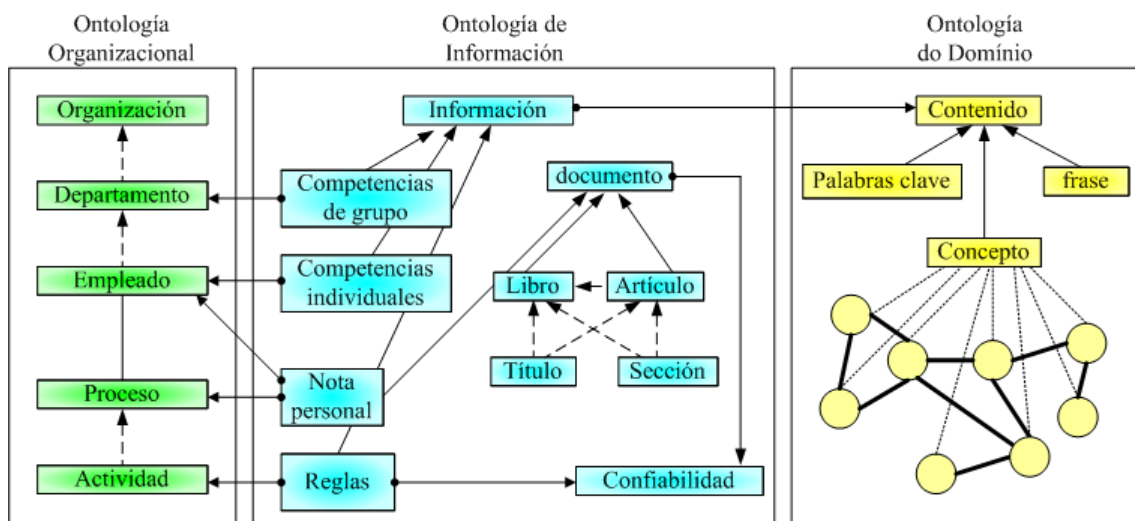 Ontología
Organizacional
Organización
Departamento
Empleado
Proceso
Actividad
Ontología de
Información
Información
Competencias
de grupo
documento
Competencias
individuales
Libro
Artículo
Título
Sección
Nota
personal
Reglas
Confiabilidad
Ontología
do Domínio
Contenido
Palabras clave
frase
Concepto